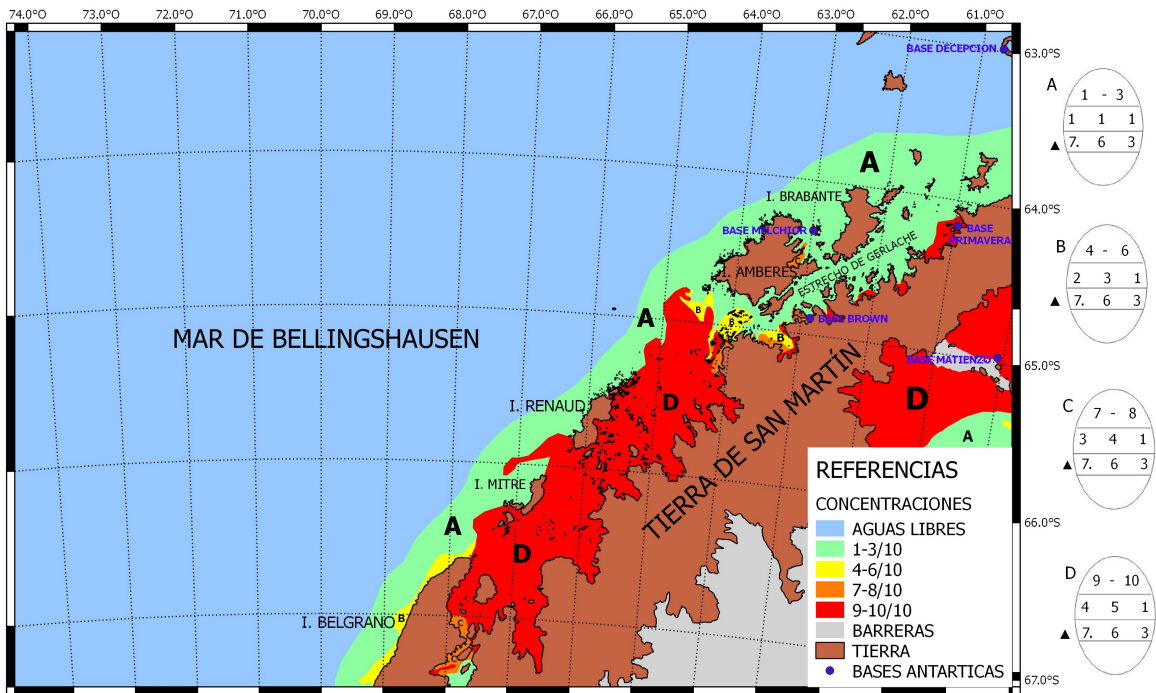 74.0°O 73.0°O 72.0°O 71.0°O 70.0°O 69.0°O 68.0°O 67.0°O 66.0°O 65.0°O 64.0°O 63.0°O 62.0°O 61.0°O
BASE DECEPCION
63.0°S
A
I. BRABANTE
BASE MELCHIOR
64.0°S
BASE
PRIMAVERA
ESTRECHO DE GERLACHE
I. AMBERES
B
B
A
BASE BROWN
MAR DE BELLINGSHAUSEN
B
BASE MATIENZO
65.0°S
TIERRA DE SAN MARTÍN
D
D
I. RENAUD
A
I. MITRE
A
66.0°S
D
I. BELGRANO
B
C
C
67.0°S
REFERENCIAS
CONCENTRACIONES
AGUAS LIBRES
1-3/10
4-6/10
7-8/10
9-10/10
BARRERAS
TIERRA
BASES ANTARTICAS
A
1 - 3
1 1 1
▲ 7. 6 3
B
4 - 6
2 3 1
▲ 7. 6 3
C
7 - 8
3 4 1
▲ 7. 6 3
D
9 - 10
4 5 1
▲ 7. 6 3